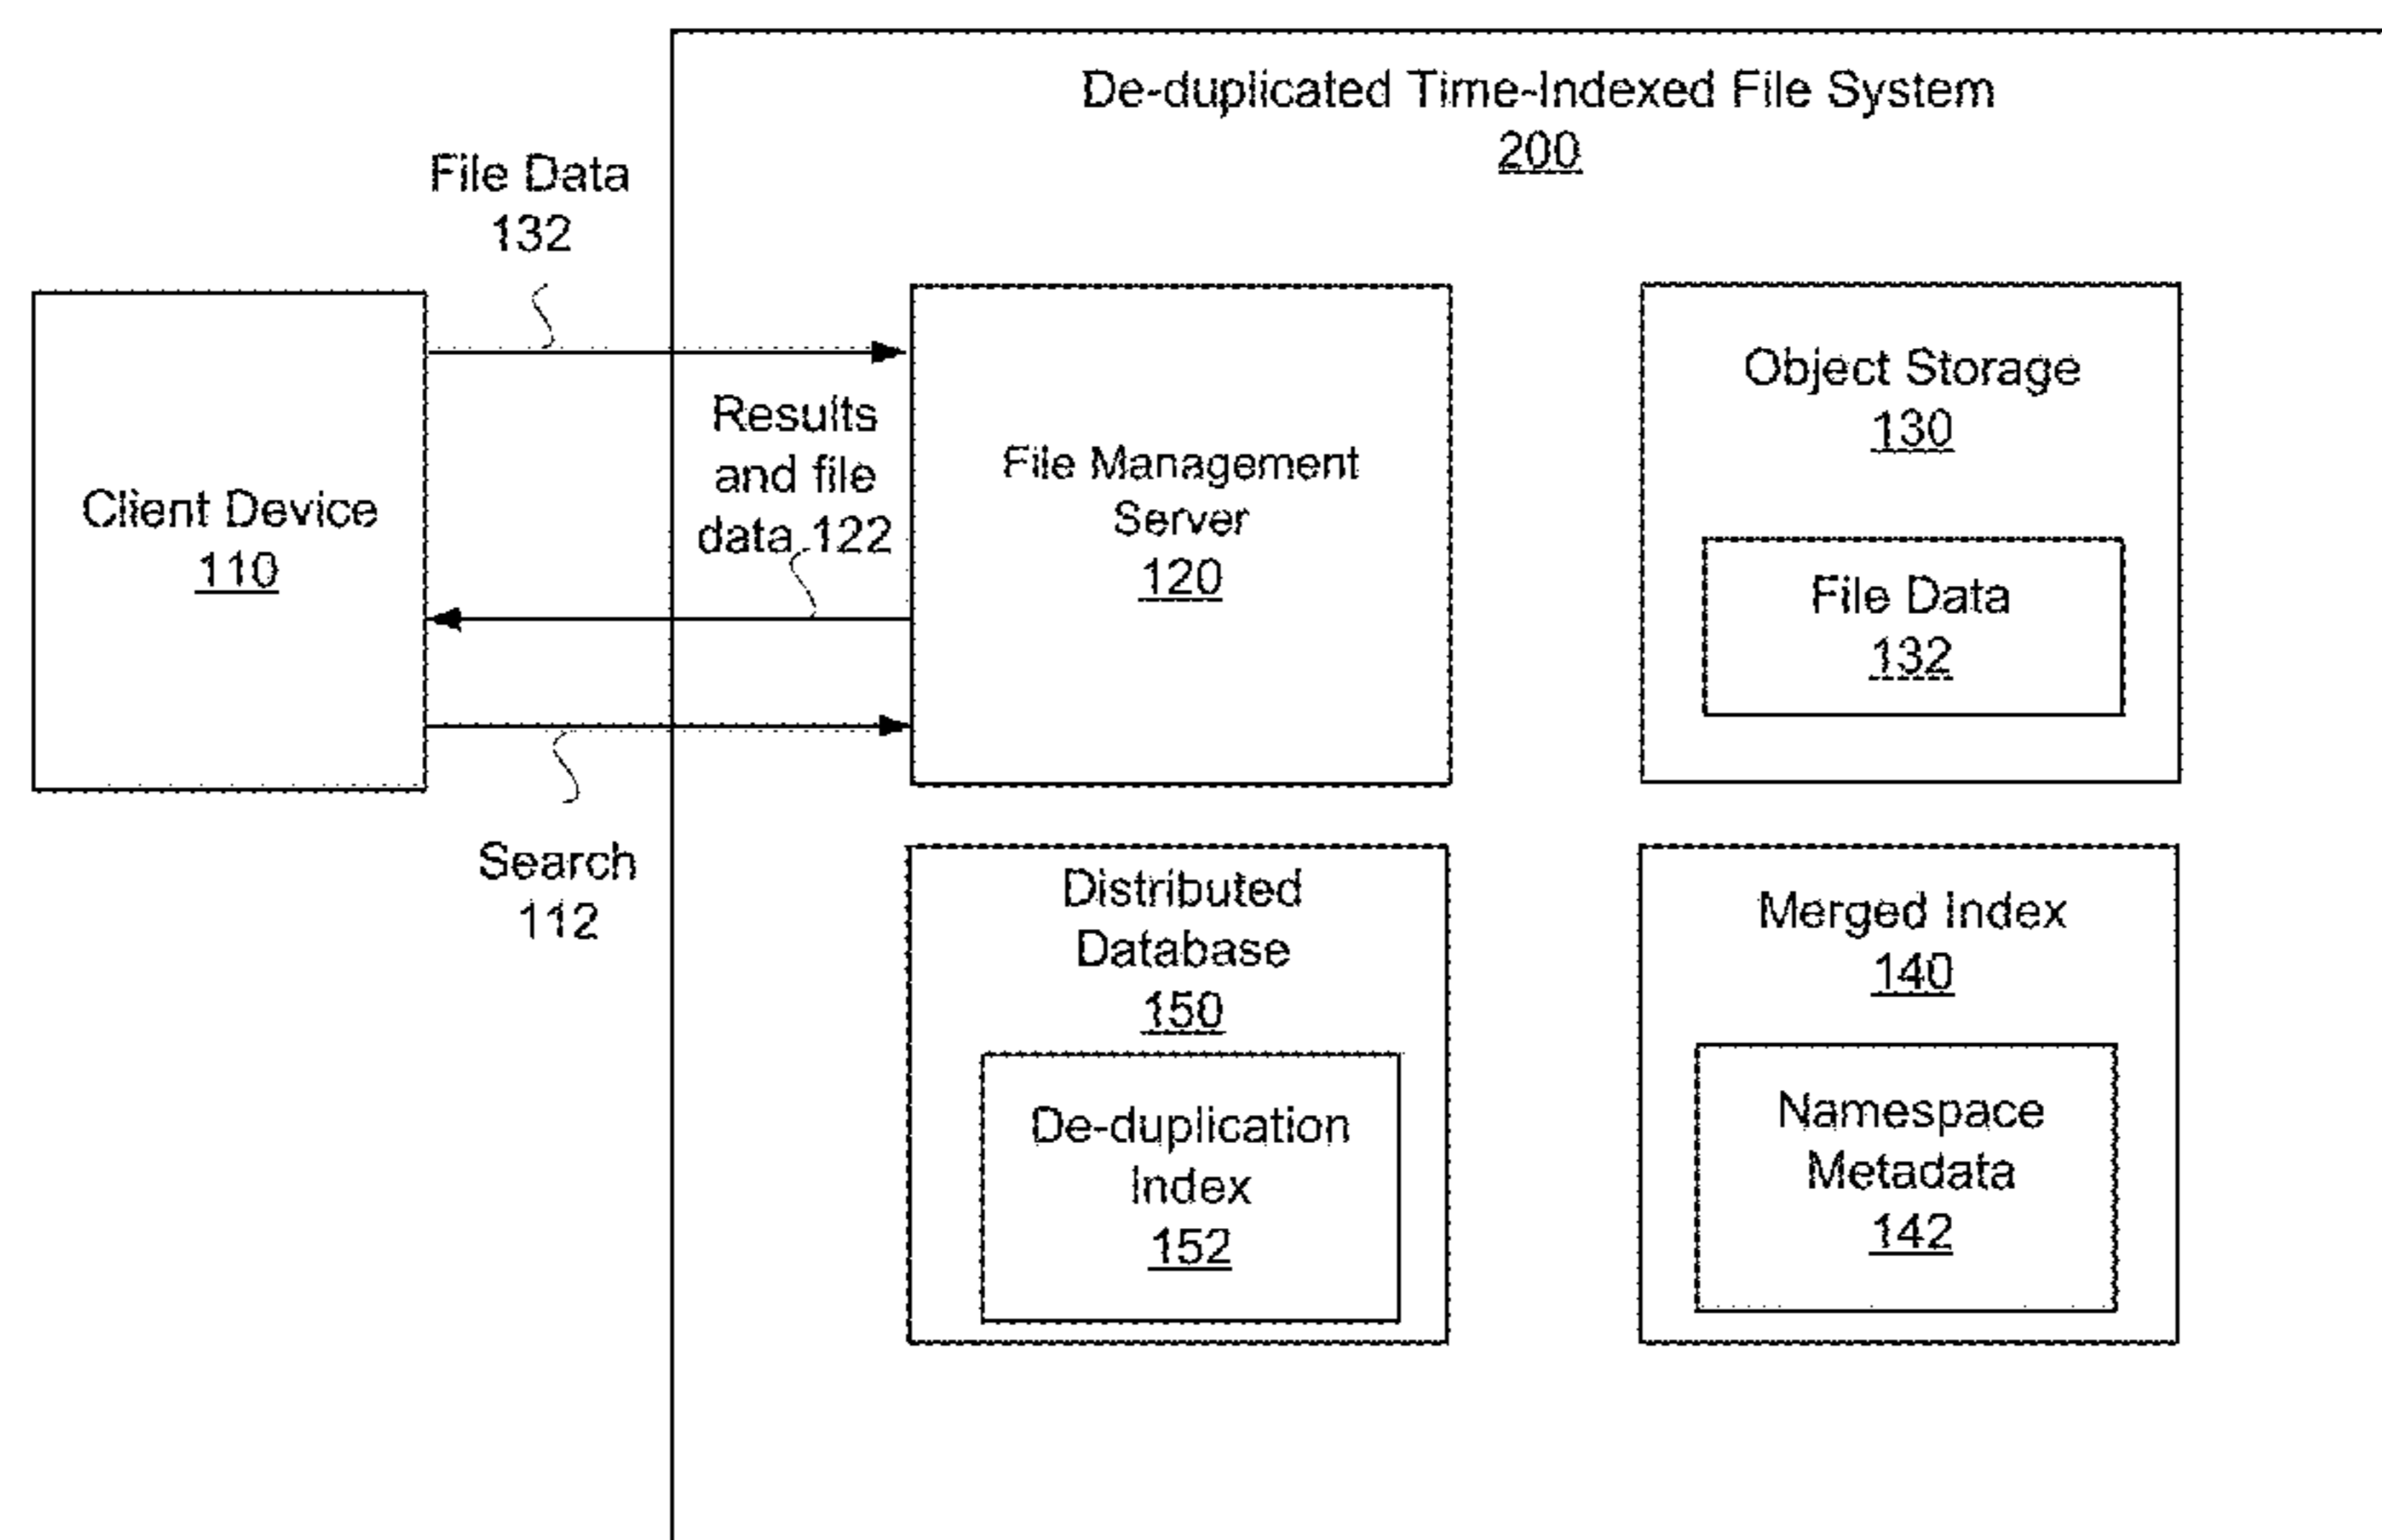 De-duplicated Time-Indexed File System
200
File Data
132
Client Device
110
Results
and file
data 122
File Management
Server
120
Object Storage
130
File Data
132
Search
112
Distributed
Database
150
De-duplication
Index
152
Merged Index
140
Namespace
Metadata
142